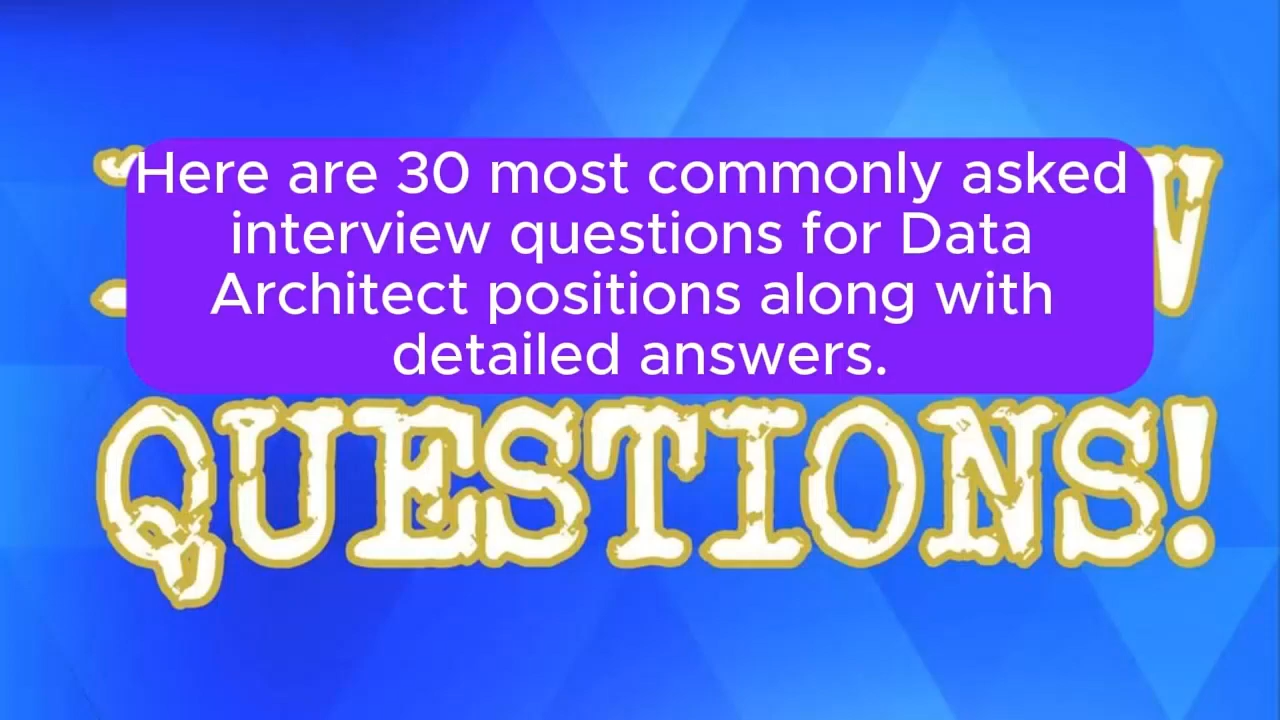 Here are 30 most commonly asked
interview questions for Data
Architect positions along with
detailed answers.
QUESTIONS!